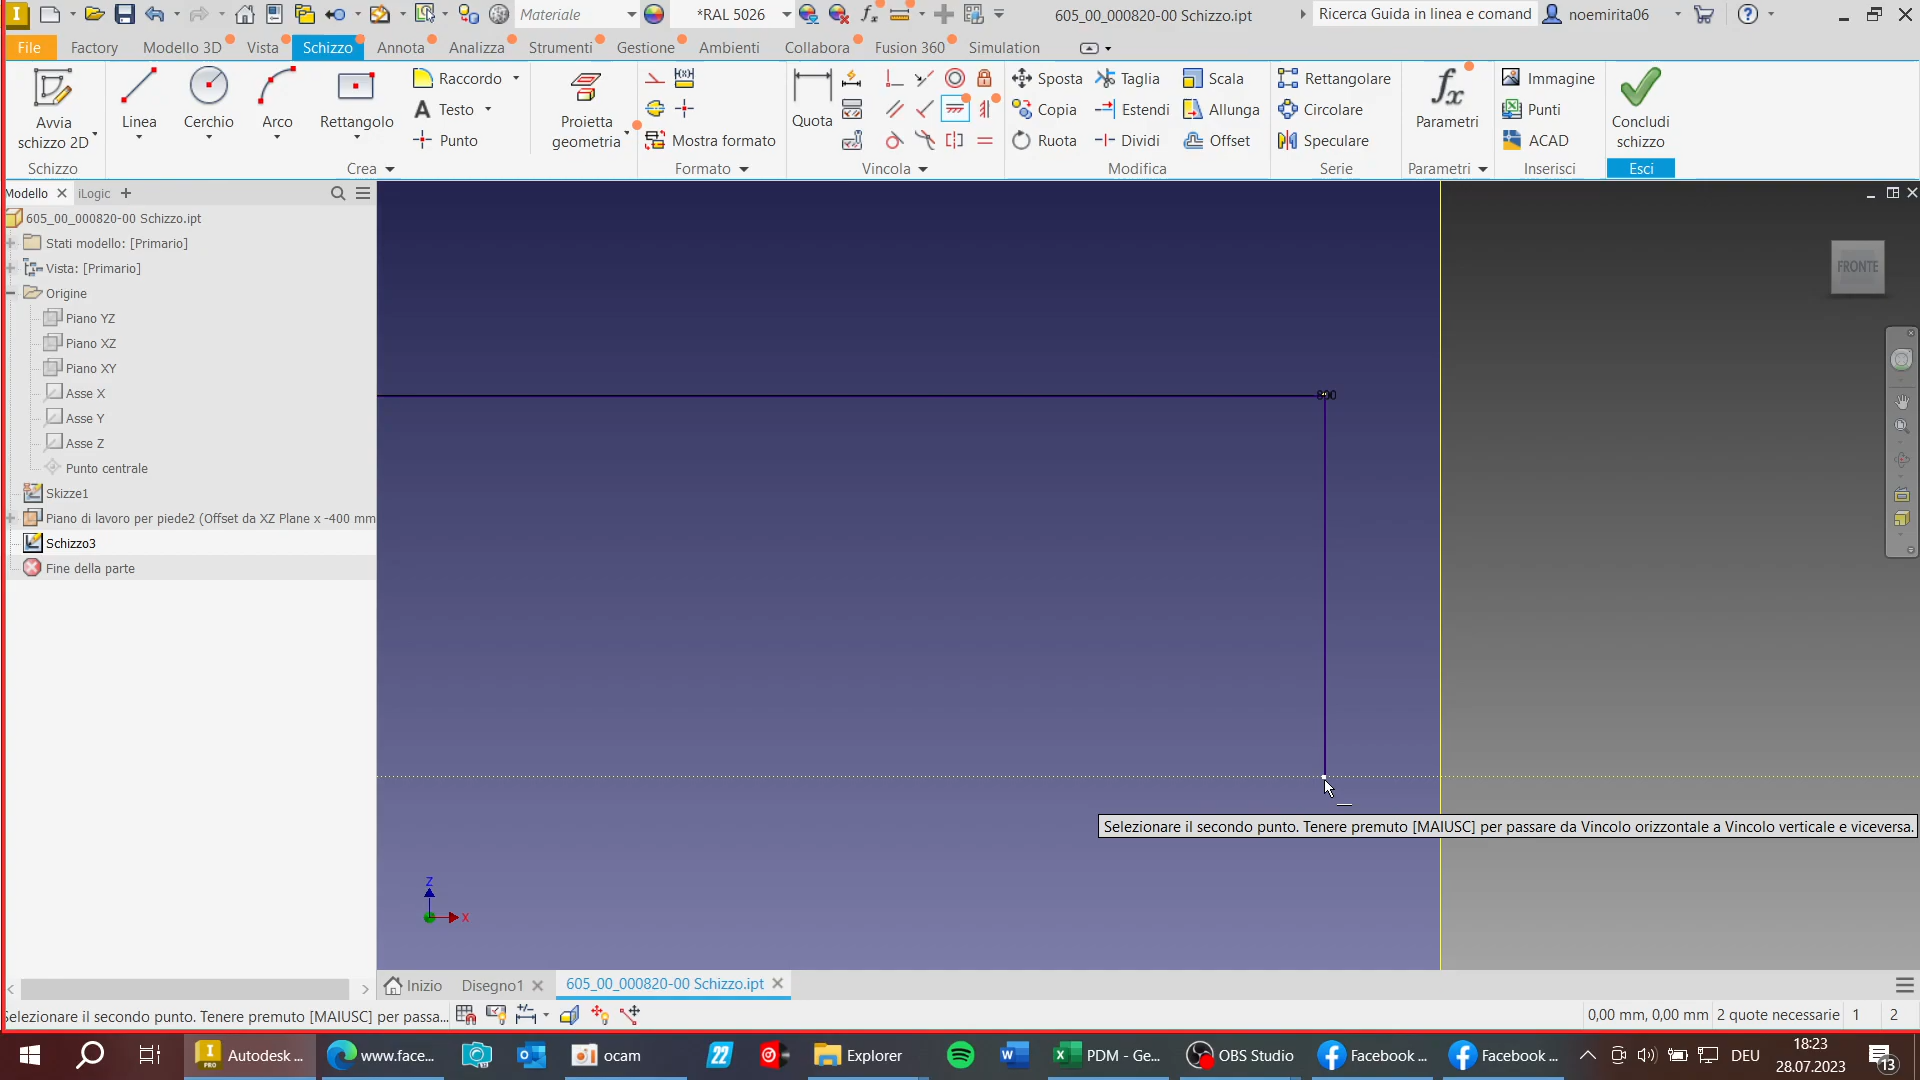 Materiale
*RAL 5026
605_00_000820-00 Schizzo.ipt
Ricerca Guida in linea e comand
noemirita06
File
Factory
Modello 3D
Vista
Schizzo
Annota
Analizza
Strumenti
Gestione
Ambienti
Collabora
Fusion 360
Simulation
Avvia
schizzo 2D
Linea
Cerchio
Arco
Rettangolo
Raccordo
Testo
Punto
Proietta
geometria
Mostra formato
Quota
Sposta
Copia
Ruota
Taglia
Estendi
Dividi
Scala
Allunga
Offset
Rettangolare
Circolare
Speculare
fx
Parametri
Immagine
Punti
ACAD
Concludi
schizzo
Schizzo
Crea
Formato
Vincola
Modifica
Serie
Parametri
Inserisci
Esci
Modello
iLogic
605_00_000820-00 Schizzo.ipt
Stati modello: [Primario]
Vista: [Primario]
Origine
Piano YZ
Piano XZ
Piano XY
Asse X
Asse Y
Asse Z
Punto centrale
Skizze1
Piano di lavoro per piede2 (Offset da XZ Plane x -400 mm
Schizzo3
Fine della parte
FRONTE
Selezionare il secondo punto. Tenere premuto [MAIUSC] per passare da Vincolo orizzontale a Vincolo verticale e viceversa.
Z
X
Inizio
Disegno1
605_00_000820-00 Schizzo.ipt
Selezionare il secondo punto. Tenere premuto [MAIUSC] per passa...
0,00 mm, 0,00 mm
2 quote necessarie
1
2
Autodesk ...
www.face...
ocam
22
Explorer
PDM - Ge...
OBS Studio
Facebook ...
Facebook ...
DEU
18:23
28.07.2023
13